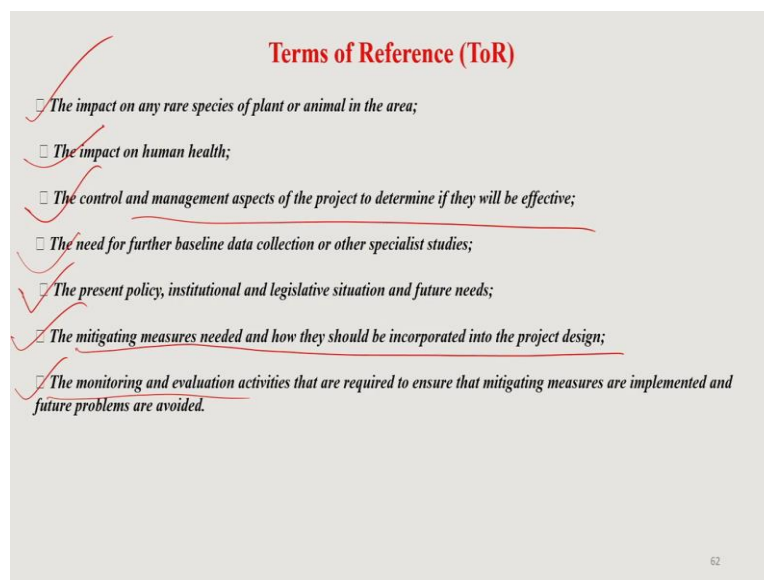 Terms of Reference (ToR)
The impact on any rare species of plant or animal in the area;
The impact on human health;
The control and management aspects of the project to determine if they will be effective;
The need for further baseline data collection or other specialist studies;
The present policy, institutional and legislative situation and future needs;
The mitigating measures needed and how they should be incorporated into the project design;
The monitoring and evaluation activities that are required to ensure that mitigating measures are implemented and
future problems are avoided.
62